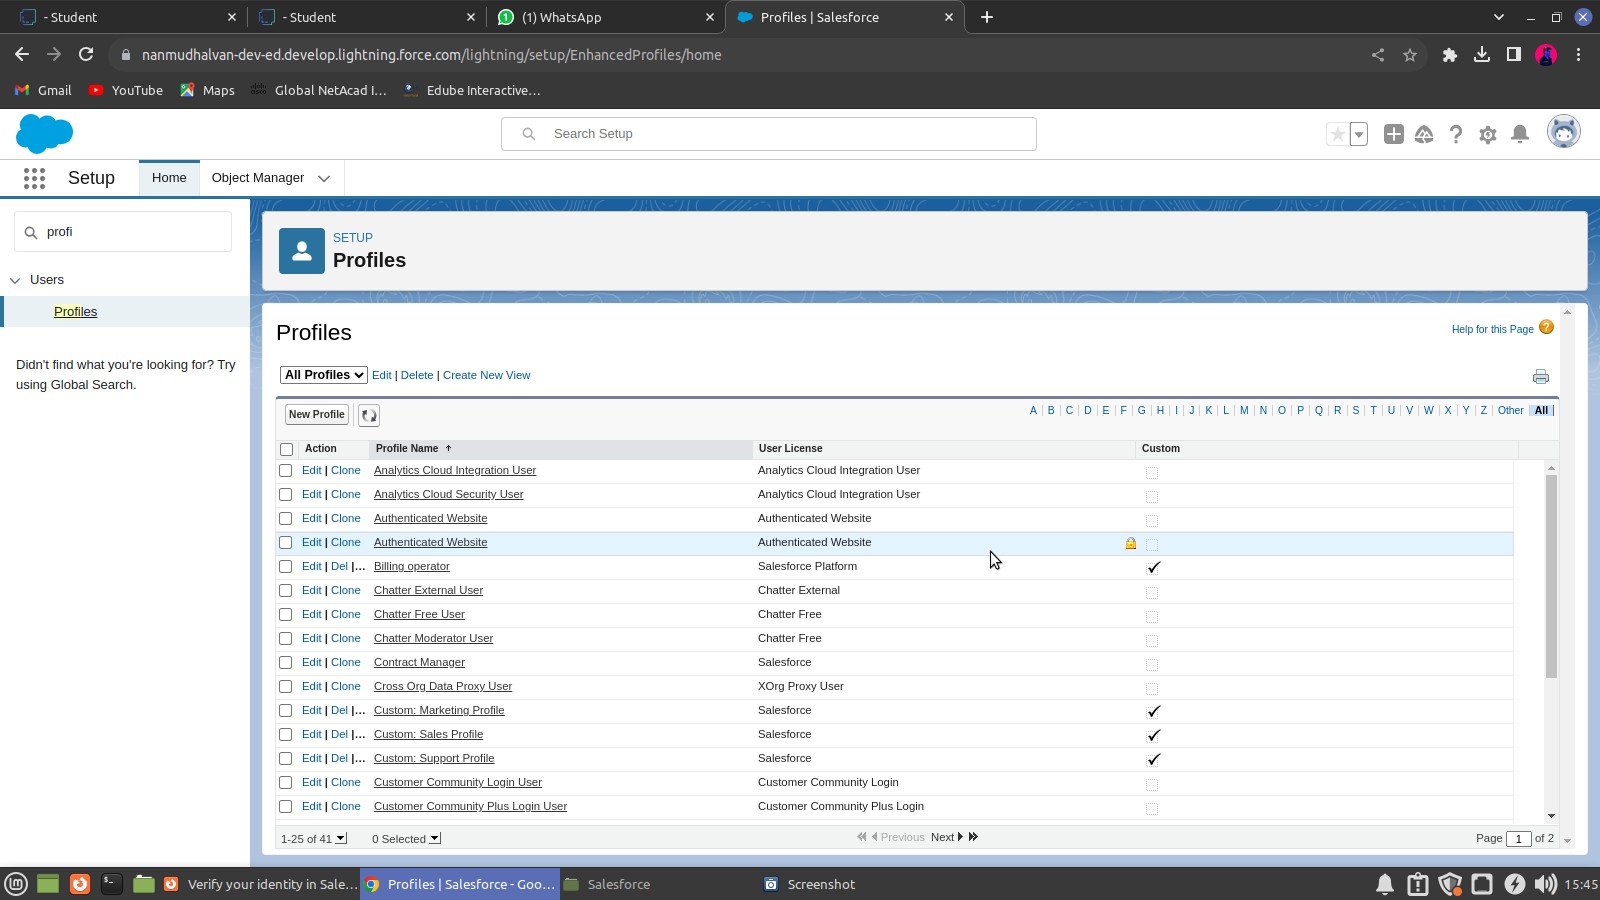 - Student
- Student
(1) WhatsApp
Profiles | Salesforce
nanmudhalvan-dev-ed.develop.lightning.force.com/lightning/setup/EnhancedProfiles/home
Gmail
YouTube
Maps
Global NetAcad I...
Edube Interactive...
Search Setup
Setup
Home
Object Manager
profi
Users
Profiles
Didn't find what you're looking for? Try
using Global Search.
SETUP
Profiles
Profiles
Help for this Page
All Profiles Edit | Delete | Create New View
New Profile
A | B | C | D | E | F | G | H | I | J | K | L | M | N | O | P | Q | R | S | T | U | V | W | X | Y | Z | Other | All |
Action Profile Name User License Custom
Edit | Clone Analytics Cloud Integration User Analytics Cloud Integration User
Edit | Clone Analytics Cloud Security User Analytics Cloud Integration User
Edit | Clone Authenticated Website Authenticated Website
Edit | Clone Authenticated Website Authenticated Website
Edit | Del |... Billing operator Salesforce Platform
Edit | Clone Chatter External User Chatter External
Edit | Clone Chatter Free User Chatter Free
Edit | Clone Chatter Moderator User Chatter Free
Edit | Clone Contract Manager Salesforce
Edit | Clone Cross Org Data Proxy User XOrg Proxy User
Edit | Del |... Custom: Marketing Profile Salesforce
Edit | Del |... Custom: Sales Profile Salesforce
Edit | Del |... Custom: Support Profile Salesforce
Edit | Clone Customer Community Login User Customer Community Login
Edit | Clone Customer Community Plus Login User Customer Community Plus Login
1-25 of 41 0 Selected Previous Next Page 1 of 2
Verify your identity in Sale...
Profiles | Salesforce - Goo...
Salesforce
Screenshot
15:45